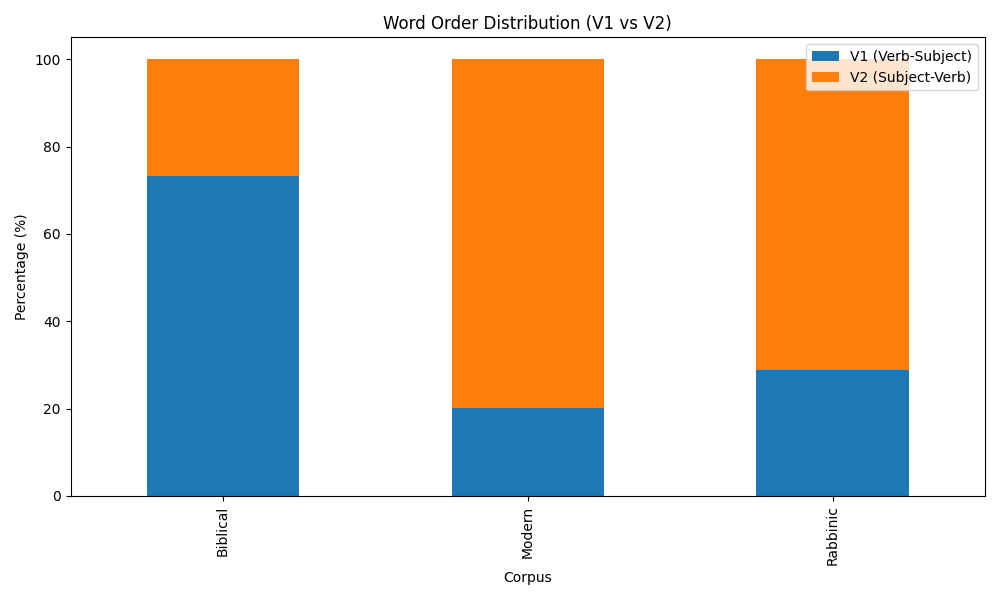 Word Order Distribution (V1 vs V2)
V1 (Verb-Subject)
V2 (Subject-Verb)
100
80
60
40
20
0
Percentage (%)
Biblical
Modern
Rabbinic
Corpus